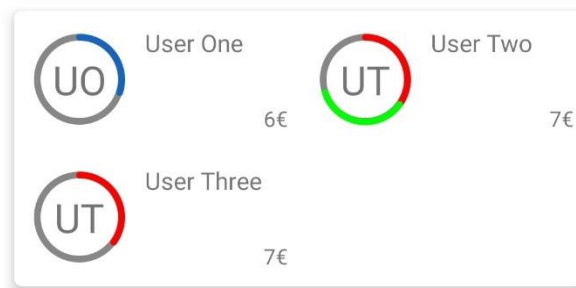 User One
UO
6€
User Two
UT
7€
User Three
UT
7€